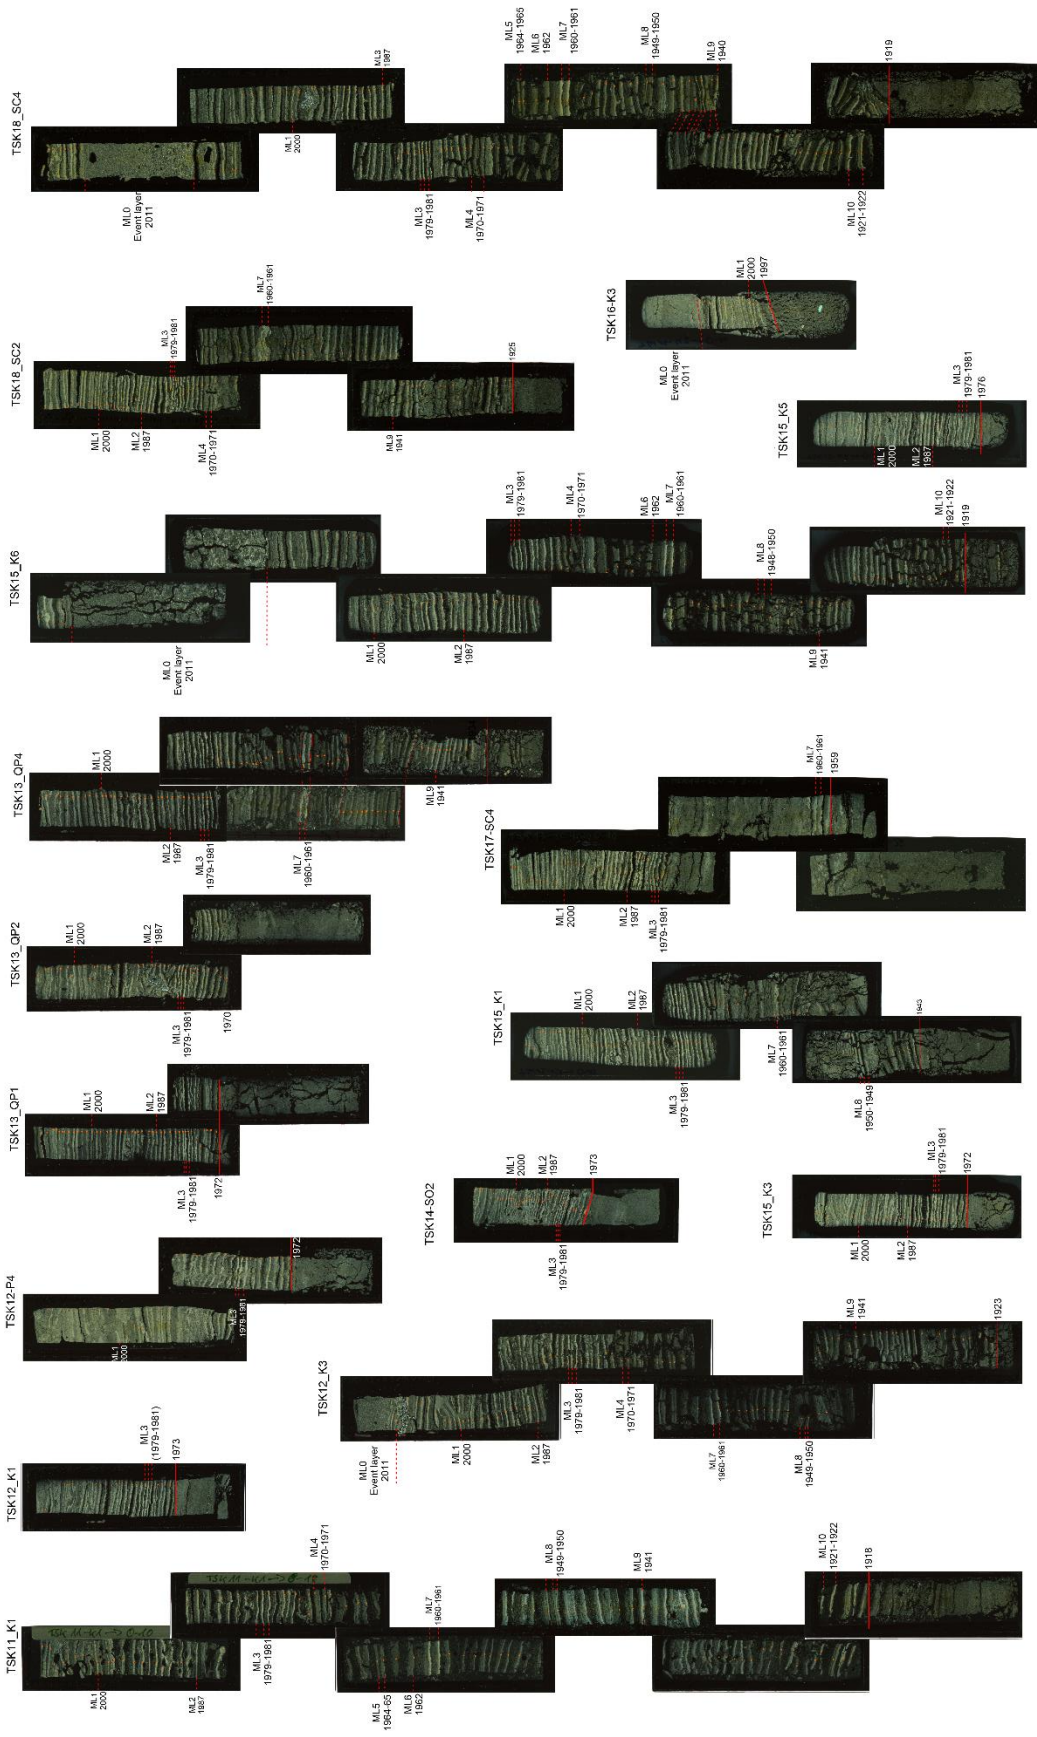 TSK11_K1
ML1
2000
ML2
1987
ML3
1979-1981
ML4
1970-1971
ML5
1964-65
ML6
1962
ML7
1960-1961
ML8
1949-1950
ML9
1941
ML10
1921-1922
1918
TSK12_K1
ML3
(1979-1981)
1973
TSK12-P4
ML1
2000
ML3
1979-1981
1972
TSK13_QP1
ML1
2000
ML2
1987
ML3
1979-1981
1972
TSK13_QP2
ML1
2000
ML2
1987
ML3
1979-1981
1970
TSK13_QP4
ML1
2000
ML2
1987
ML3
1979-1981
ML7
1960-1961
ML9
1941
TSK15_K6
ML0
Event layer
2011
ML1
2000
ML2
1987
ML3
1979-1981
ML4
1970-1971
ML6
1962
ML7
1960-1961
ML8
1948-1950
ML9
1941
ML10
1921-1922
1919
TSK18_SC2
ML1
2000
ML2
1987
ML3
1979-1981
ML4
1970-1971
ML7
1960-1961
ML9
1941
1925
TSK18_SC4
ML0
Event layer
2011
ML1
2000
ML3
1987
ML3
1979-1981
ML4
1970-1971
ML5
1964-1965
ML6
1962
ML7
1960-1961
ML8
1949-1950
ML9
1940
ML10
1921-1922
1919
TSK12_K3
ML0
Event layer
2011
ML1
2000
ML2
1987
ML3
1979-1981
ML4
1970-1971
ML7
1960-1961
ML8
1949-1950
ML9
1941
1923
TSK14-SO2
ML1
2000
ML2
1987
ML3
1979-1981
1973
TSK15_K1
ML1
2000
ML2
1987
ML3
1979-1981
ML7
1960-1961
ML8
1950-1949
1943
TSK17-SC4
ML1
2000
ML2
1987
ML3
1979-1981
ML7
1960-1961
1959
TSK16-K3
ML0
Event layer
2011
ML1
2000
1997
TSK15_K3
ML1
2000
ML2
1987
ML3
1979-1981
1972
TSK15_K5
ML1
2000
ML2
1987
ML3
1979-1981
1976